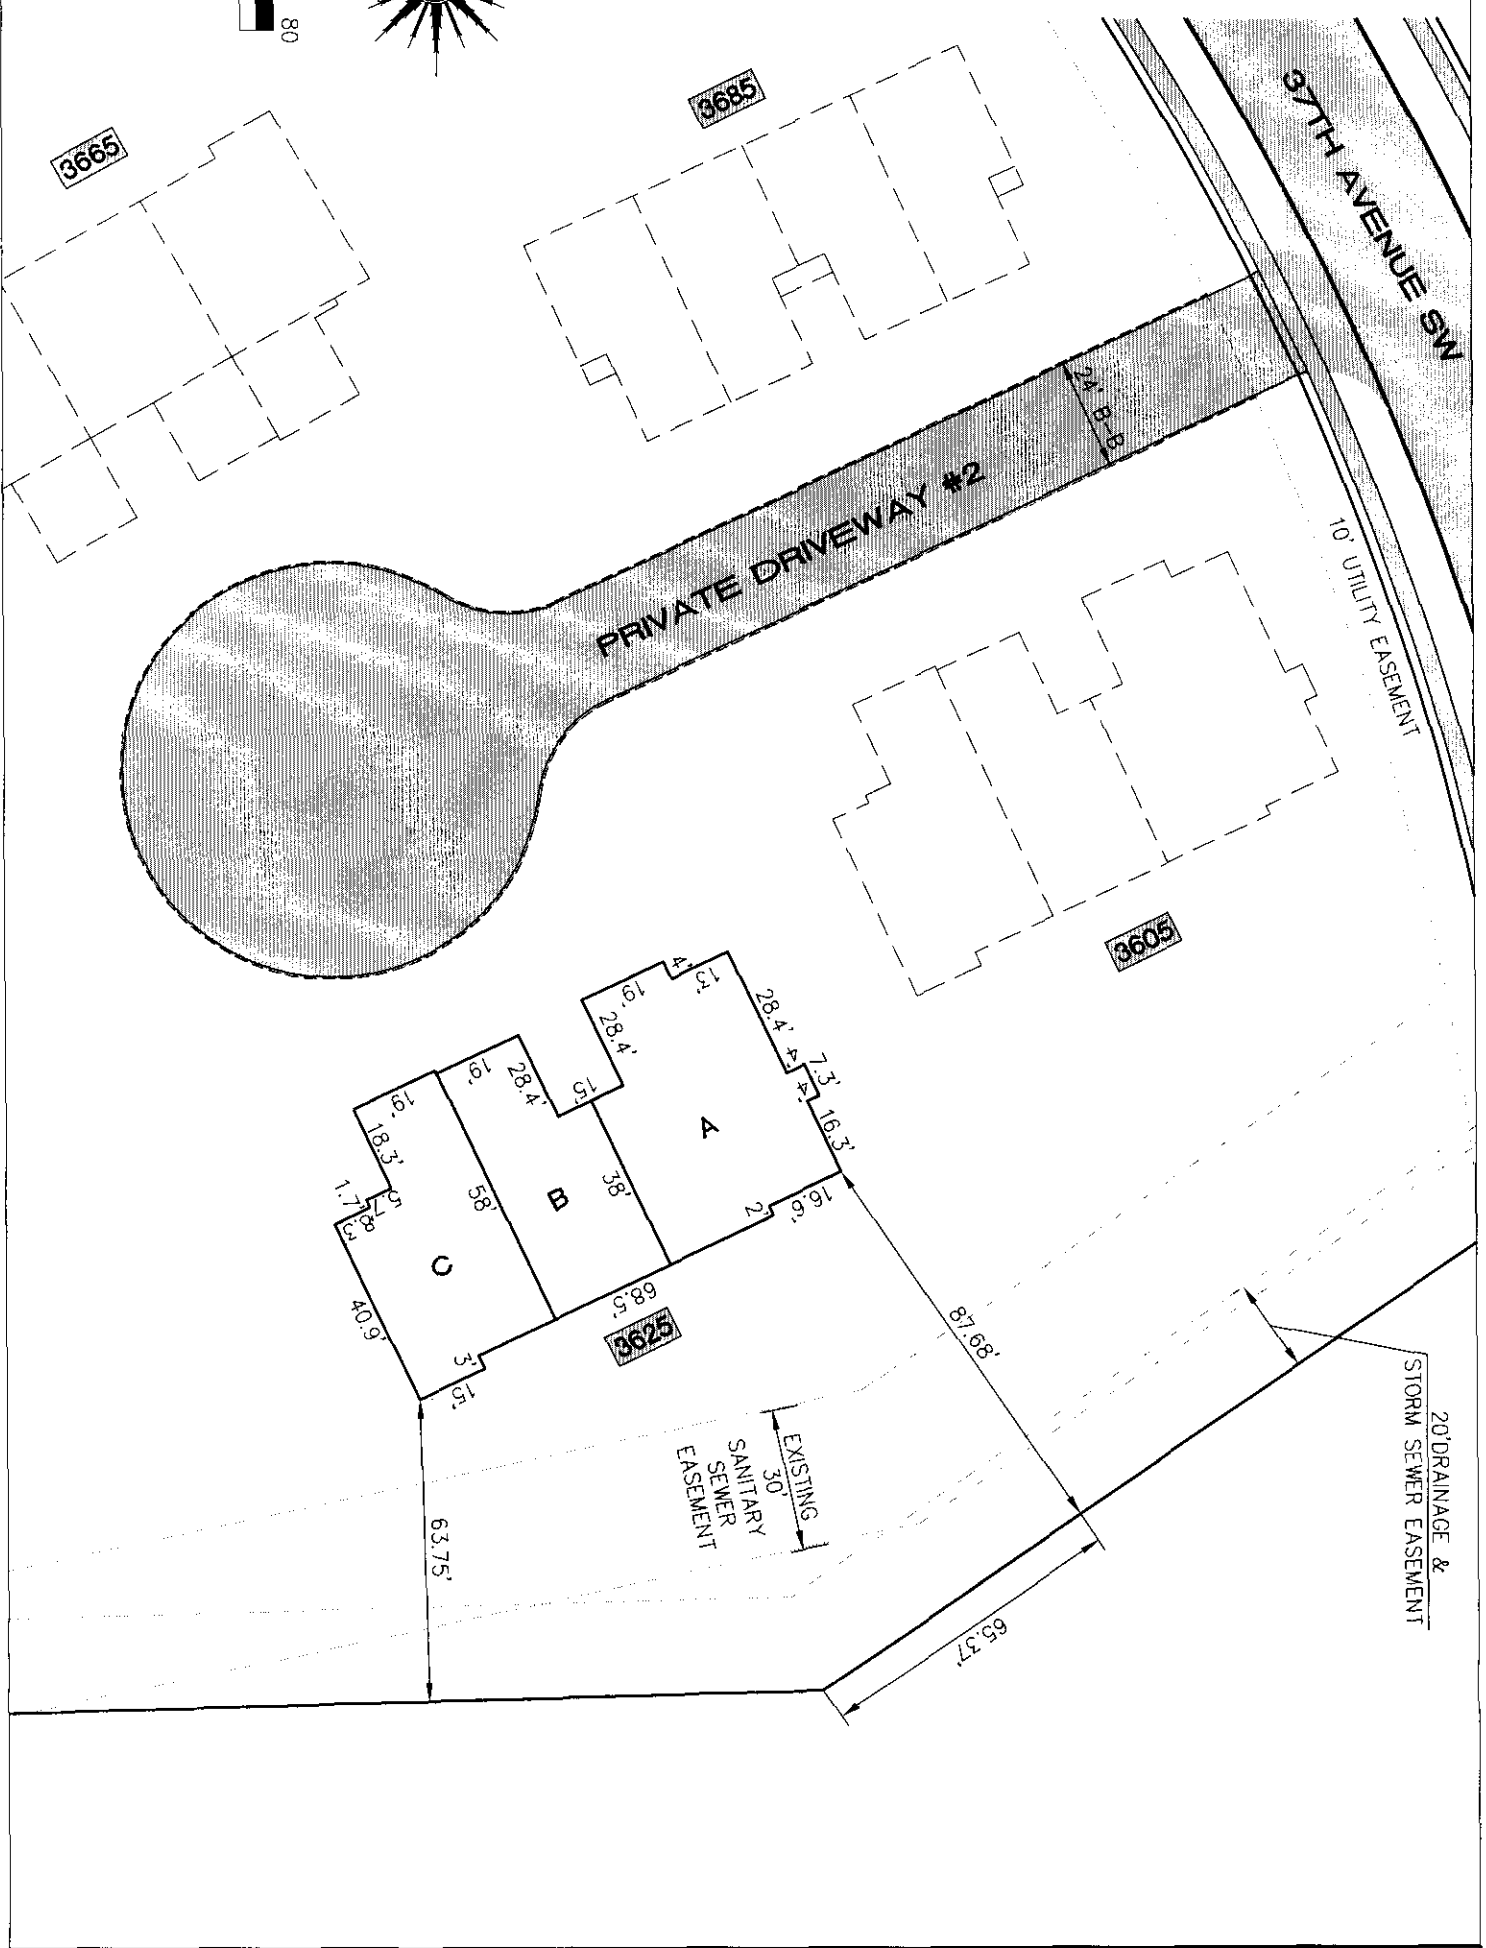 80
3665
3685
37TH AVENUE SW
24' B-B
PRIVATE DRIVEWAY #2
10' UTILITY EASEMENT
3605
4'
13'
19'
28.4'
28.4'
4'
7.3'
4'
16.3'
15'
28.4'
19'
A
38'
2'
16.6'
19'
18.3'
58'
B
1.7'
5.7'
8.3'
C
40.9'
68.5'
3625
3'
15'
87.68'
20'DRAINAGE &
STORM SEWER EASEMENT
EXISTING
30'
SANITARY
SEWER
EASEMENT
63.75'
65.37'